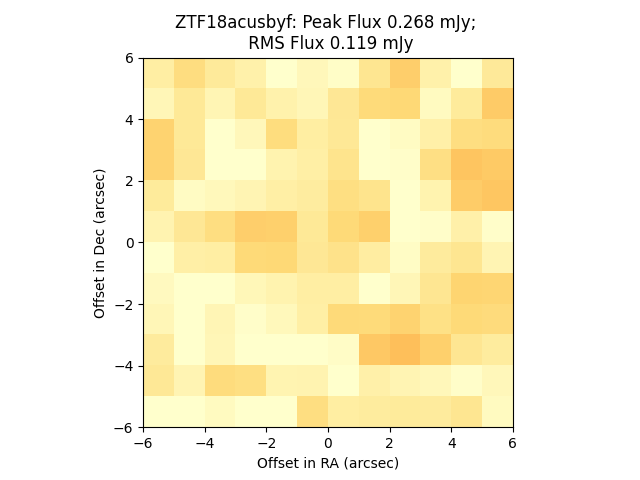 ZTF18acusbyf: Peak Flux 0.268 mJy;
RMS Flux 0.119 mJy
6
4
2
0
−2
−4
−6
Offset in Dec (arcsec)
−6 −4 −2 0 2 4 6
Offset in RA (arcsec)